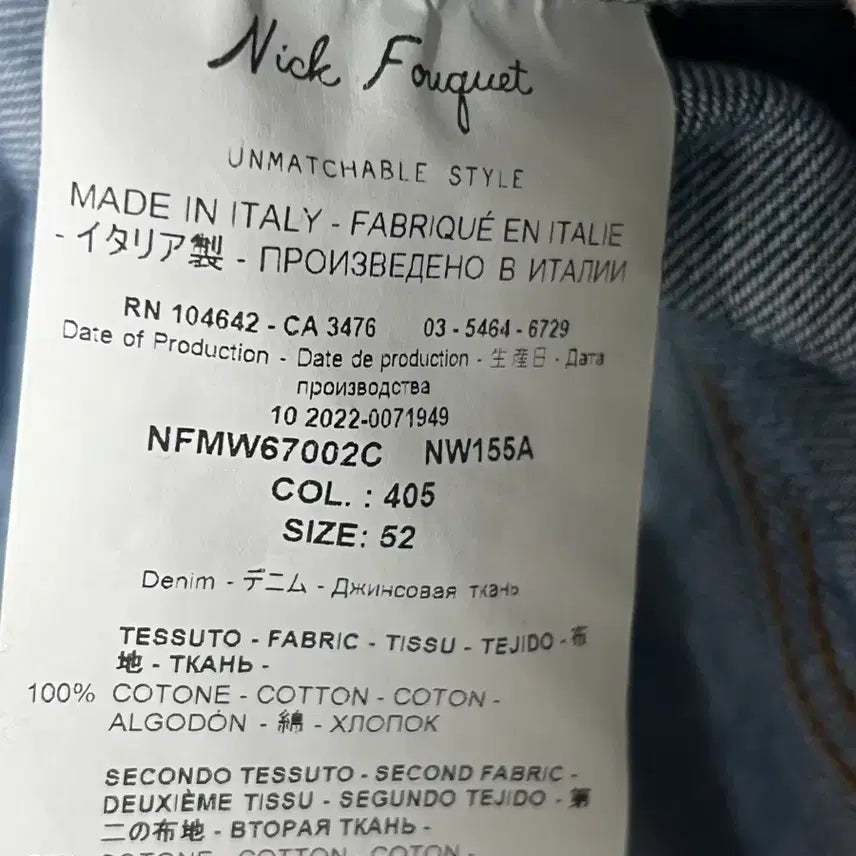 Nick Fouquet
UNMATCHABLE STYLE
MADE IN ITALY - FABRIQUÉ EN ITALIE
- イタリア製 - ПРОИЗВЕДЕНО В ИТАЛИИ
RN 104642 - CA 3476 03 - 5464 - 6729
Date of Production - Date de production - 生産日 - Дата
производства
10 2022-0071949
NFMW67002C NW155A
COL. : 405
SIZE: 52
Denim - デニム - Джинсовая ткань
TESSUTO - FABRIC - TISSU - TEJIDO - 布
地 - ТКАНЬ -
100% COTONE - COTTON - COTON -
ALGODÓN - 綿 - ХЛОПОК
SECONDO TESSUTO - SECOND FABRIC -
DEUXIÈME TISSU - SEGUNDO TEJIDO - 第
二の布地 - ВТОРАЯ ТКАНЬ -
COTONE - COTTON - COTON -